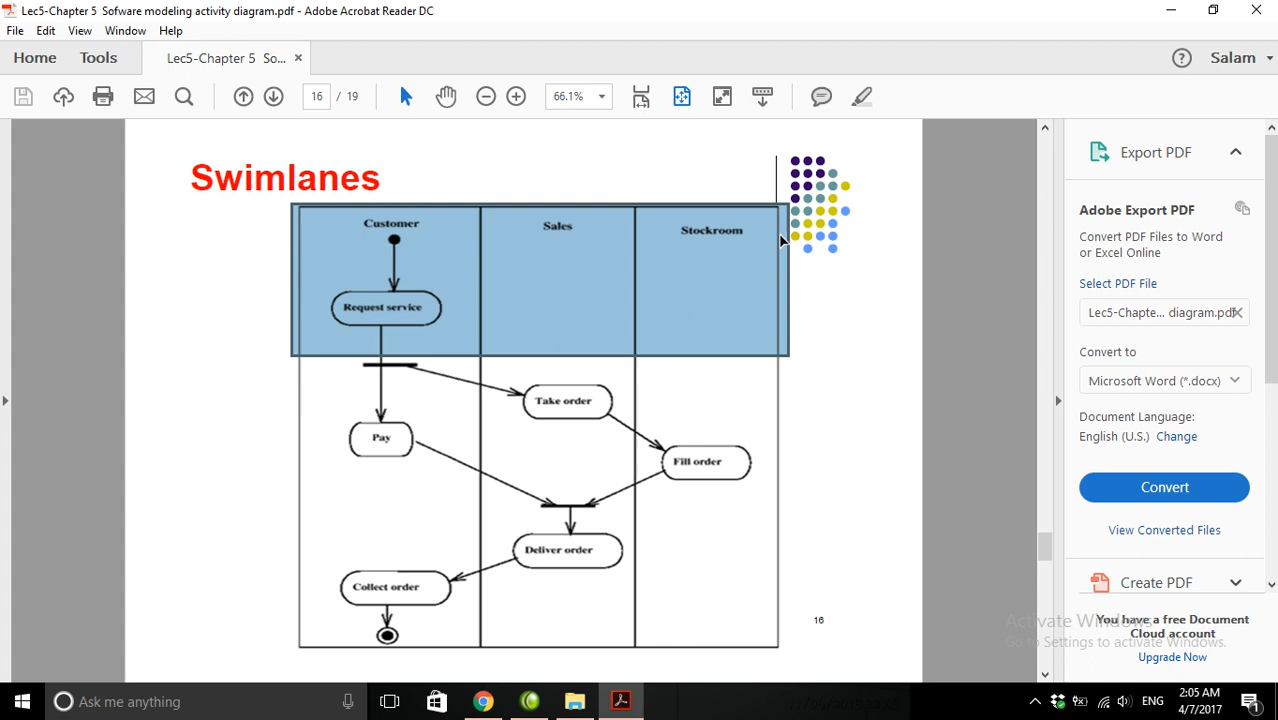 Lec5-Chapter 5 Sofware modeling activity diagram.pdf - Adobe Acrobat Reader DC
File Edit View Window Help
Home Tools Lec5-Chapter 5 So... × Salam
16 / 19 66.1%
Swimlanes
Customer Sales Stockroom
Request service
Take order
Pay
Fill order
Deliver order
Collect order
16
Export PDF
Adobe Export PDF
Convert PDF Files to Word
or Excel Online
Select PDF File
Lec5-Chapte... diagram.pdf
Convert to
Microsoft Word (*.docx)
Document Language:
English (U.S.) Change
Convert
View Converted Files
Create PDF
Activate Windows
Go to Settings to activate Windows.
You have a free Document
Cloud account
Upgrade Now
Ask me anything
ENG
2:05 AM
4/7/2017
1